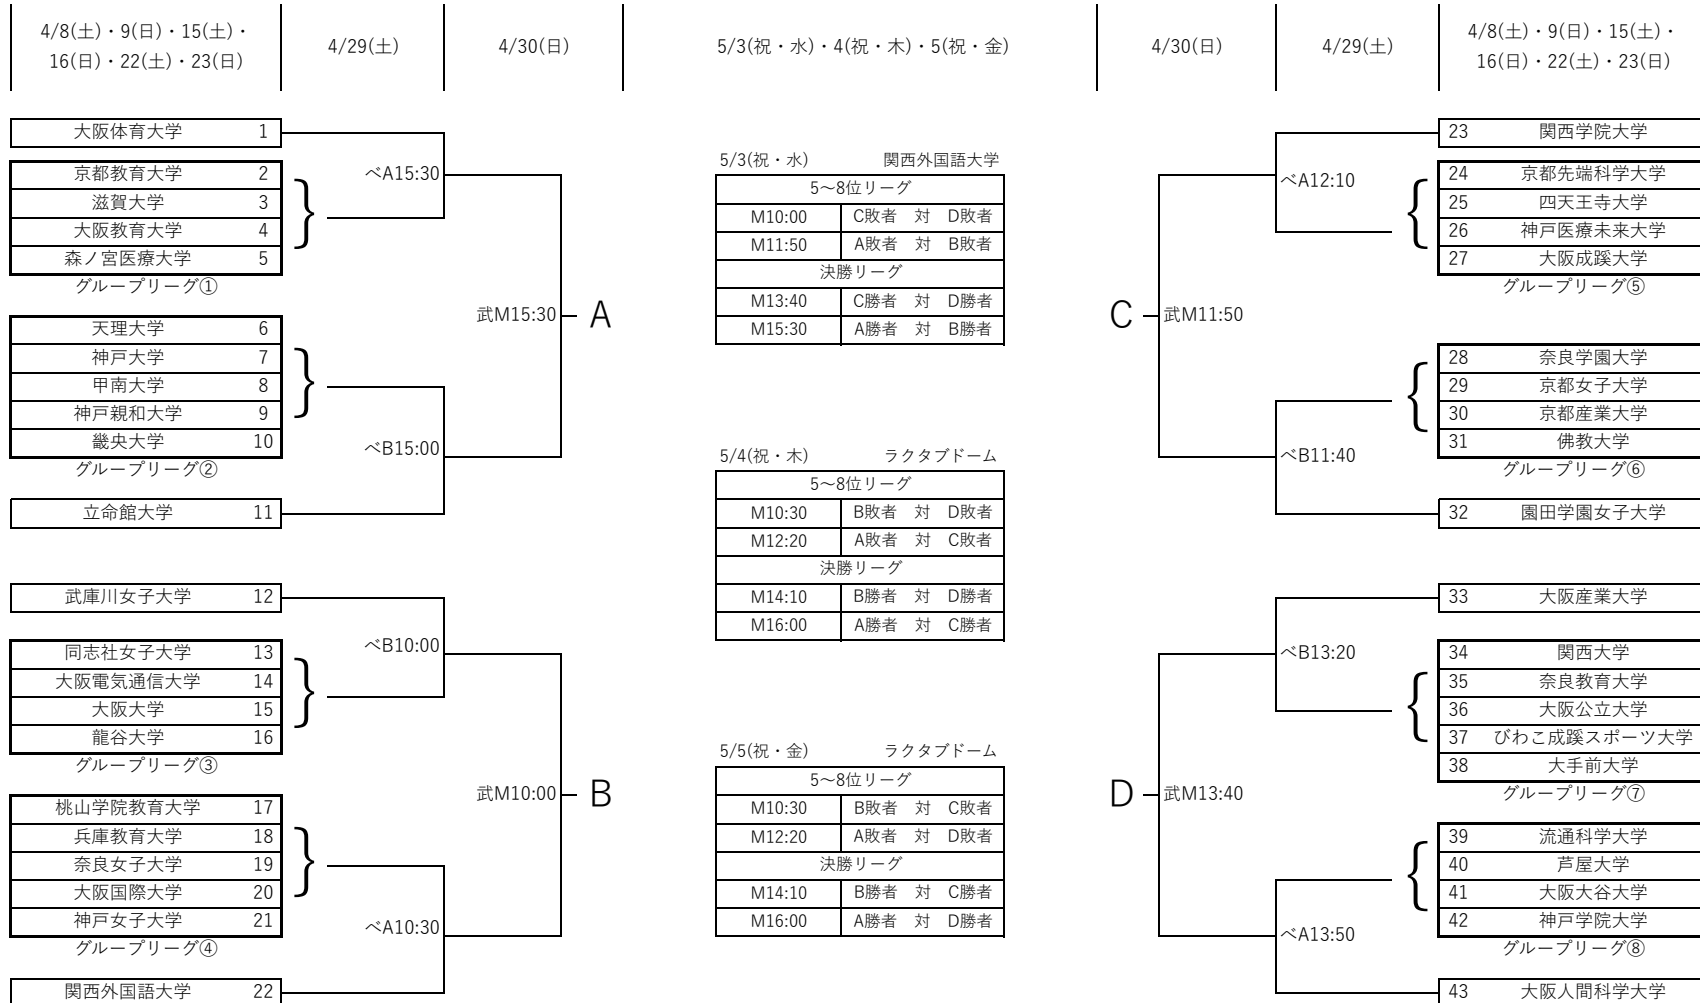 4/8(土)・9(日)・15(土)・
16(日)・22(土)・23(日)
4/29(土)
4/30(日)
5/3(祝・水)・4(祝・木)・5(祝・金)
4/30(日)
4/29(土)
4/8(土)・9(日)・15(土)・
16(日)・22(土)・23(日)
大阪体育大学 1
京都教育大学 2
滋賀大学 3
大阪教育大学 4
森ノ宮医療大学 5
グループリーグ①
ベA15:30
天理大学 6
神戸大学 7
甲南大学 8
神戸親和大学 9
畿央大学 10
グループリーグ②
ベB15:00
立命館大学 11
武M15:30
A
武庫川女子大学 12
同志社女子大学 13
大阪電気通信大学 14
大阪大学 15
龍谷大学 16
グループリーグ③
ベB10:00
桃山学院教育大学 17
兵庫教育大学 18
奈良女子大学 19
大阪国際大学 20
神戸女子大学 21
グループリーグ④
ベA10:30
関西外国語大学 22
武M10:00
B
5/3(祝・水) 関西外国語大学
5～8位リーグ
M10:00 C敗者 対 D敗者
M11:50 A敗者 対 B敗者
決勝リーグ
M13:40 C勝者 対 D勝者
M15:30 A勝者 対 B勝者
5/4(祝・木) ラクタブドーム
5～8位リーグ
M10:30 B敗者 対 D敗者
M12:20 A敗者 対 C敗者
決勝リーグ
M14:10 B勝者 対 D勝者
M16:00 A勝者 対 C勝者
5/5(祝・金) ラクタブドーム
5～8位リーグ
M10:30 B敗者 対 C敗者
M12:20 A敗者 対 D敗者
決勝リーグ
M14:10 B勝者 対 C勝者
M16:00 A勝者 対 D勝者
C
武M11:50
ベA12:10
23 関西学院大学
24 京都先端科学大学
25 四天王寺大学
26 神戸医療未来大学
27 大阪成蹊大学
グループリーグ⑤
28 奈良学園大学
29 京都女子大学
30 京都産業大学
31 佛教大学
グループリーグ⑥
ベB11:40
32 園田学園女子大学
D
武M13:40
33 大阪産業大学
ベB13:20
34 関西大学
35 奈良教育大学
36 大阪公立大学
37 びわこ成蹊スポーツ大学
38 大手前大学
グループリーグ⑦
39 流通科学大学
40 芦屋大学
41 大阪大谷大学
42 神戸学院大学
グループリーグ⑧
ベA13:50
43 大阪人間科学大学